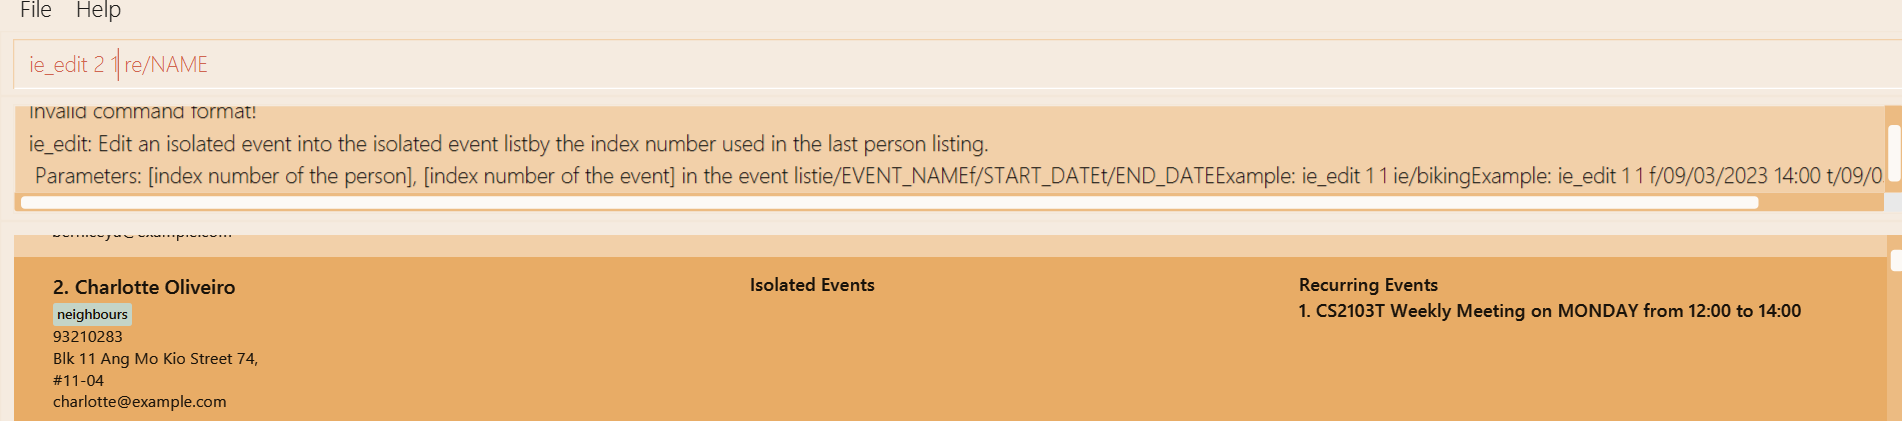 File Help
ie_edit 2 1 re/NAME
Invalid command format!
ie_edit: Edit an isolated event into the isolated event listby the index number used in the last person listing.
Parameters: [index number of the person], [index number of the event] in the event listie/EVENT_NAMEf/START_DATEt/END_DATEExample: ie_edit 1 1 ie/bikingExample: ie_edit 1 1 f/09/03/2023 14:00 t/09/0
2. Charlotte Oliveiro
neighbours
93210283
Blk 11 Ang Mo Kio Street 74,
#11-04
charlotte@example.com
Isolated Events
Recurring Events
1. CS2103T Weekly Meeting on MONDAY from 12:00 to 14:00